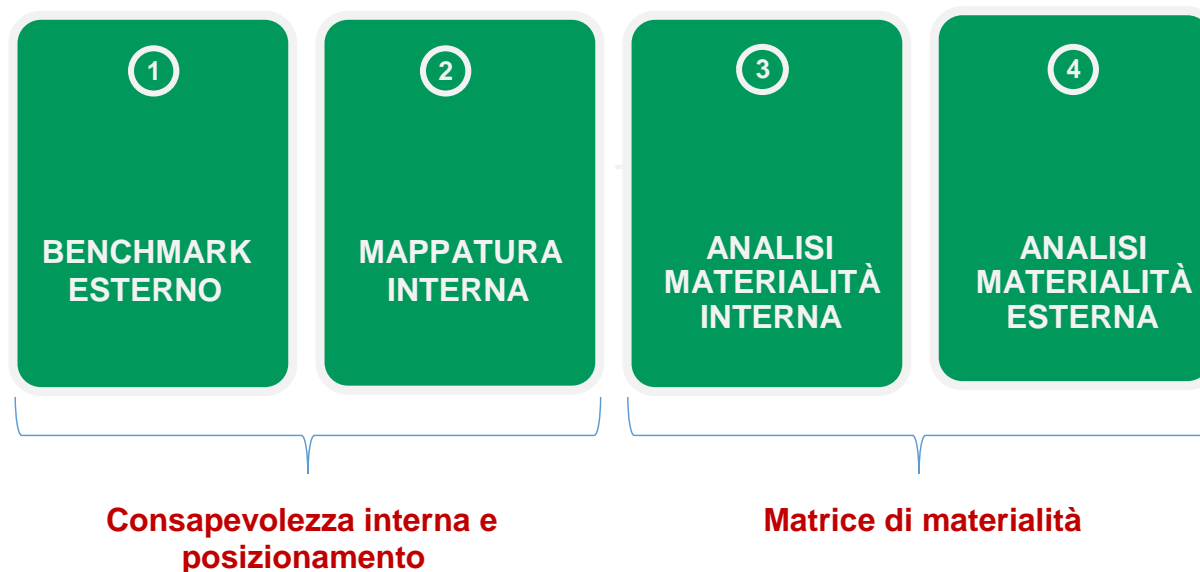 1
BENCHMARK
ESTERNO
2
MAPPATURA
INTERNA
3
ANALISI
MATERIALITÀ
INTERNA
4
ANALISI
MATERIALITÀ
ESTERNA
Consapevolezza interna e
posizionamento
Matrice di materialità